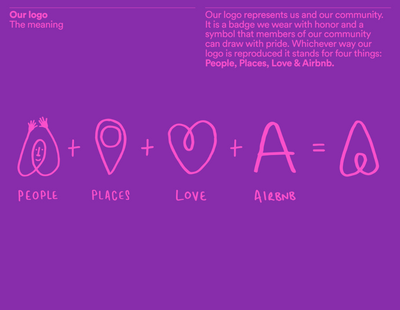 Our logo
The meaning
Our logo represents us and our community.
It is a badge we wear with honor and a
symbol that members of our community
can draw with pride. Whichever way our
logo is reproduced it stands for four things:
People, Places, Love & Airbnb.
+ + + =
PEOPLE PLACES LOVE AIRBNB